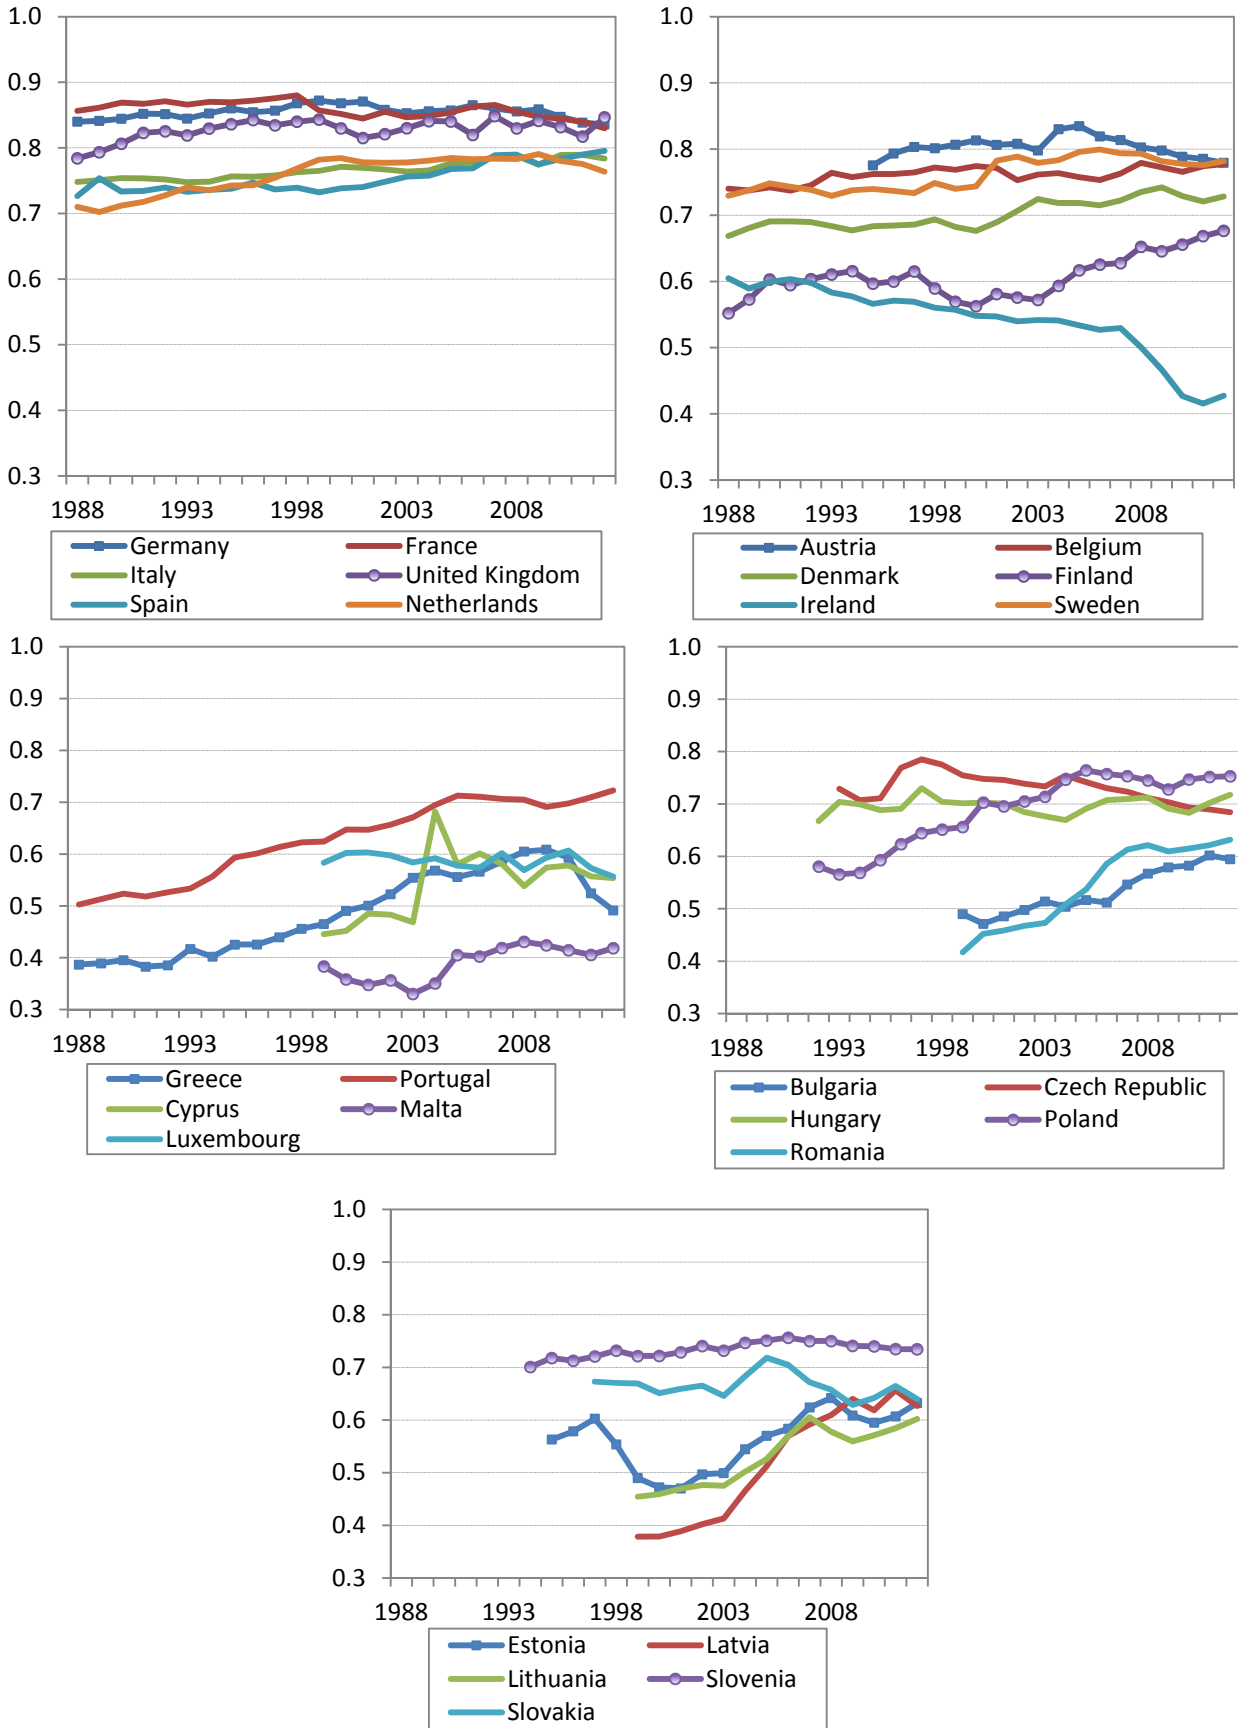 1.0
0.9
0.8
0.7
0.6
0.5
0.4
0.3
1988 1993 1998 2003 2008
Germany France
Italy United Kingdom
Spain Netherlands
1.0
0.9
0.8
0.7
0.6
0.5
0.4
0.3
1988 1993 1998 2003 2008
Austria Belgium
Denmark Finland
Ireland Sweden
1.0
0.9
0.8
0.7
0.6
0.5
0.4
0.3
1988 1993 1998 2003 2008
Greece Portugal
Cyprus Malta
Luxembourg
1.0
0.9
0.8
0.7
0.6
0.5
0.4
0.3
1988 1993 1998 2003 2008
Bulgaria Czech Republic
Hungary Poland
Romania
1.0
0.9
0.8
0.7
0.6
0.5
0.4
0.3
1988 1993 1998 2003 2008
Estonia Latvia
Lithuania Slovenia
Slovakia